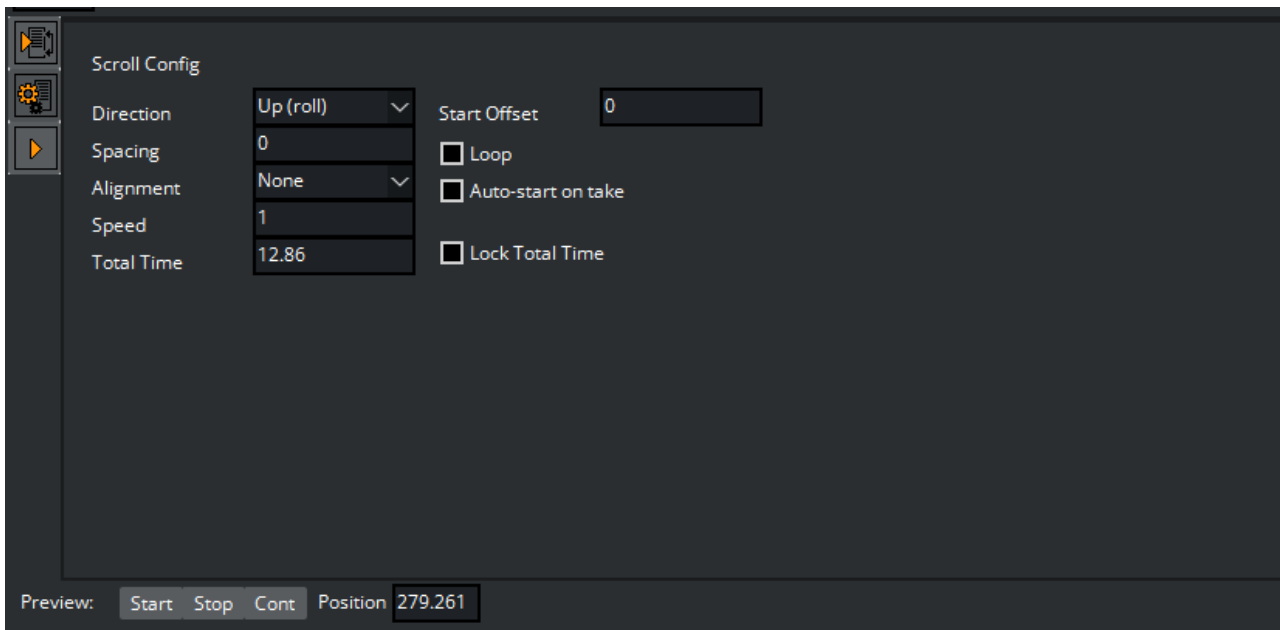 Scroll Config
Direction Up (roll) Start Offset 0
Spacing 0 Loop
Alignment None Auto-start on take
Speed 1
Total Time 12.86 Lock Total Time
Preview: Start Stop Cont Position 279.261